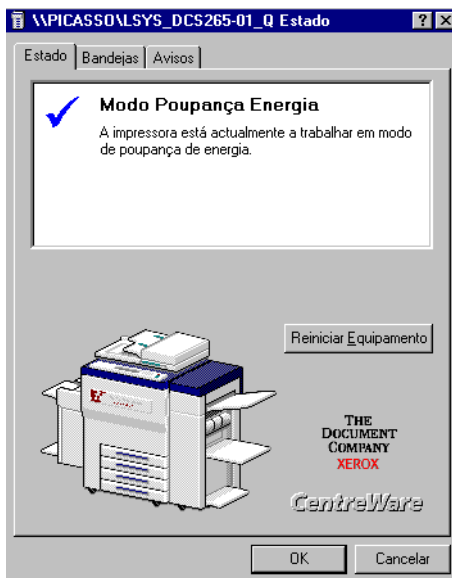 \\PICASSO\LSYS_DCS265-01_Q Estado
Estado Bandejas Avisos
Modo Poupança Energia
A impressora está actualmente a trabalhar em modo
de poupança de energia.
Reiniciar Equipamento
THE
DOCUMENT
COMPANY
XEROX
CentreWare
OK Cancelar